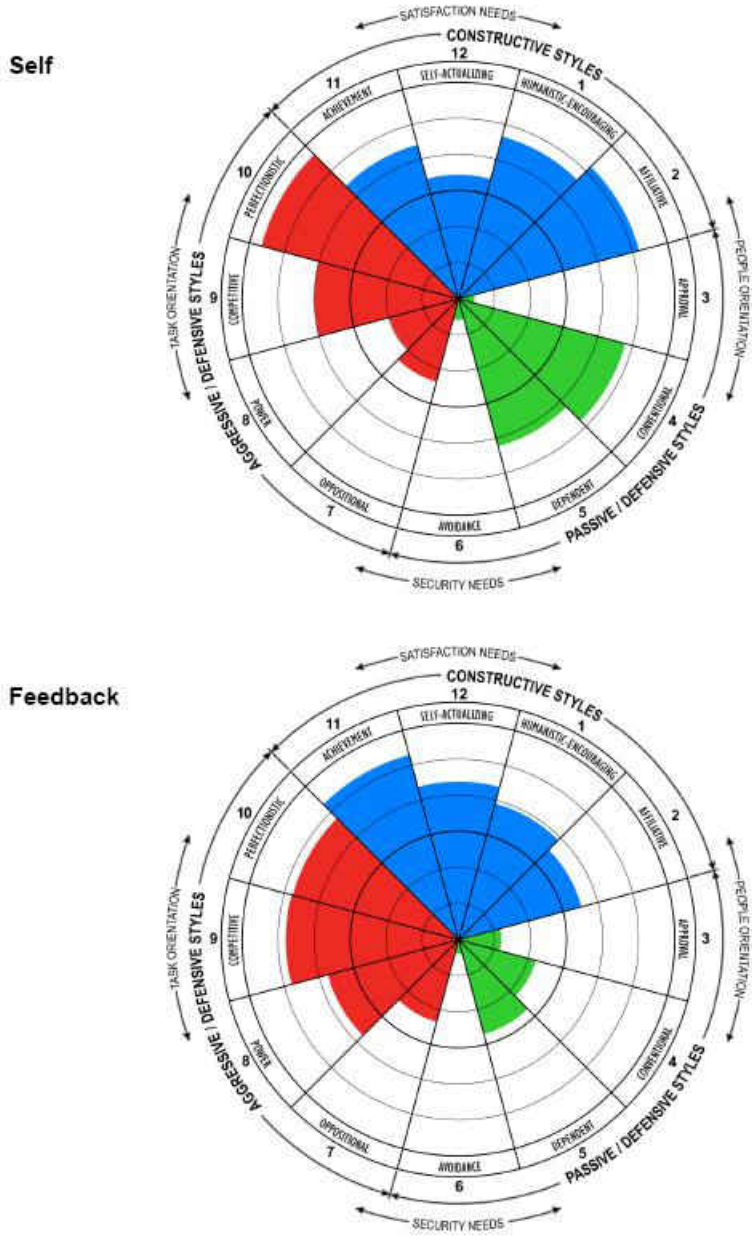 Self
SATISFACTION NEEDS
CONSTRUCTIVE STYLES
12
SELF-ACTUALIZING
1
HUMANISTIC-ENCOURAGING
11
ACHIEVEMENT
2
AFFILIATIVE
10
PERFECTIONISTIC
TASK ORIENTATION
AGGRESSIVE / DEFENSIVE STYLES
9
COMPETITIVE
3
APPROVAL
PEOPLE ORIENTATION
8
POWER
4
CONVENTIONAL
7
OPPOSITIONAL
5
DEPENDENT
PASSIVE / DEFENSIVE STYLES
AVOIDANCE
6
SECURITY NEEDS
Feedback
SATISFACTION NEEDS
CONSTRUCTIVE STYLES
12
SELF-ACTUALIZING
1
HUMANISTIC-ENCOURAGING
11
ACHIEVEMENT
2
AFFILIATIVE
10
PERFECTIONISTIC
TASK ORIENTATION
AGGRESSIVE / DEFENSIVE STYLES
9
COMPETITIVE
3
APPROVAL
PEOPLE ORIENTATION
8
POWER
4
CONVENTIONAL
7
OPPOSITIONAL
5
DEPENDENT
PASSIVE / DEFENSIVE STYLES
AVOIDANCE
6
SECURITY NEEDS